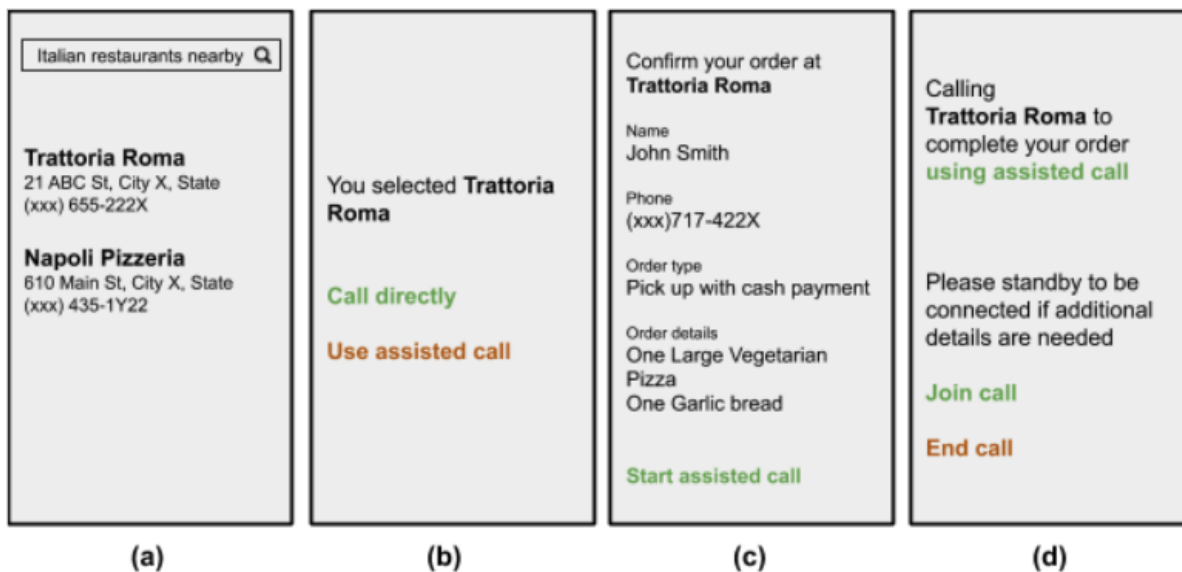 Italian restaurants nearby
Trattoria Roma
21 ABC St, City X, State
(xxx) 655-222X
Napoli Pizzeria
610 Main St, City X, State
(xxx) 435-1Y22
(a)
You selected Trattoria
Roma
Call directly
Use assisted call
(b)
Confirm your order at
Trattoria Roma
Name
John Smith
Phone
(xxx)717-422X
Order type
Pick up with cash payment
Order details
One Large Vegetarian
Pizza
One Garlic bread
Start assisted call
(c)
Calling
Trattoria Roma to
complete your order
using assisted call
Please standby to be
connected if additional
details are needed
Join call
End call
(d)